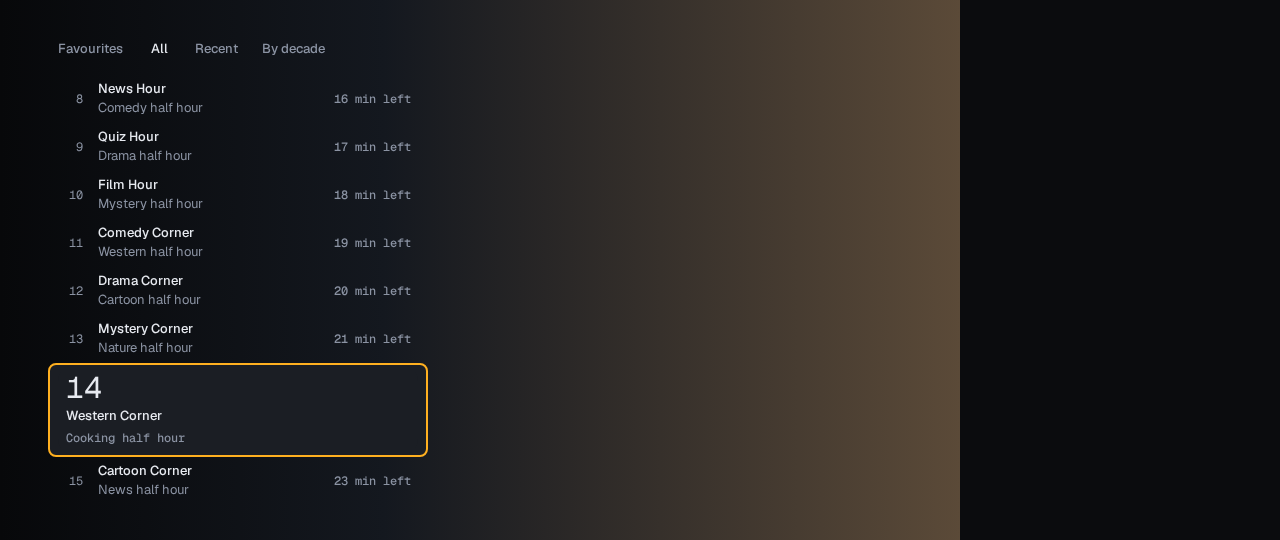 Favourites All Recent By decade
8 News Hour 16 min left
Comedy half hour
9 Quiz Hour 17 min left
Drama half hour
10 Film Hour 18 min left
Mystery half hour
11 Comedy Corner 19 min left
Western half hour
12 Drama Corner 20 min left
Cartoon half hour
13 Mystery Corner 21 min left
Nature half hour
14
Western Corner
Cooking half hour
15 Cartoon Corner 23 min left
News half hour